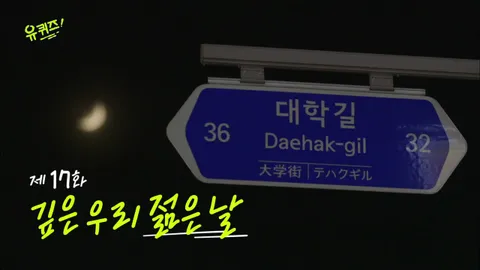 유퀴즈!
대학길
36 Daehak-gil 32
大学街 | テハクギル
제 17화
깊은 우리 젊은 날